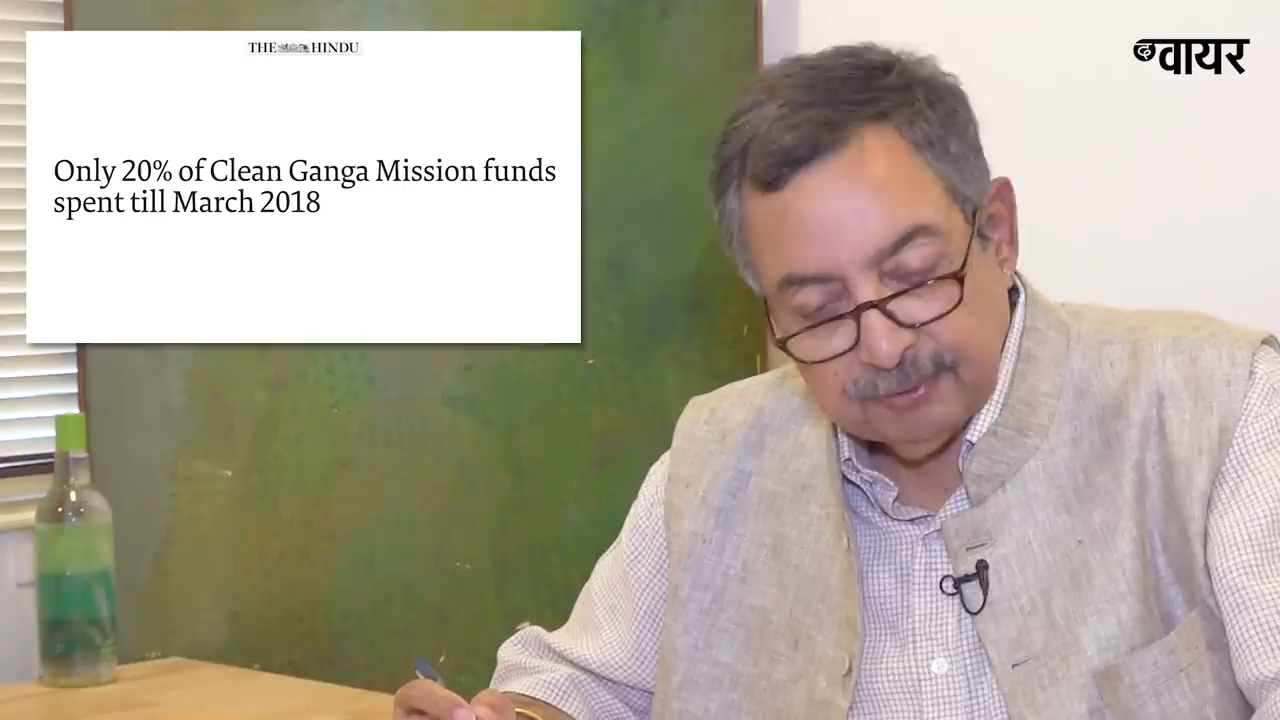 THE HINDU
Only 20% of Clean Ganga Mission funds
spent till March 2018
द वायर